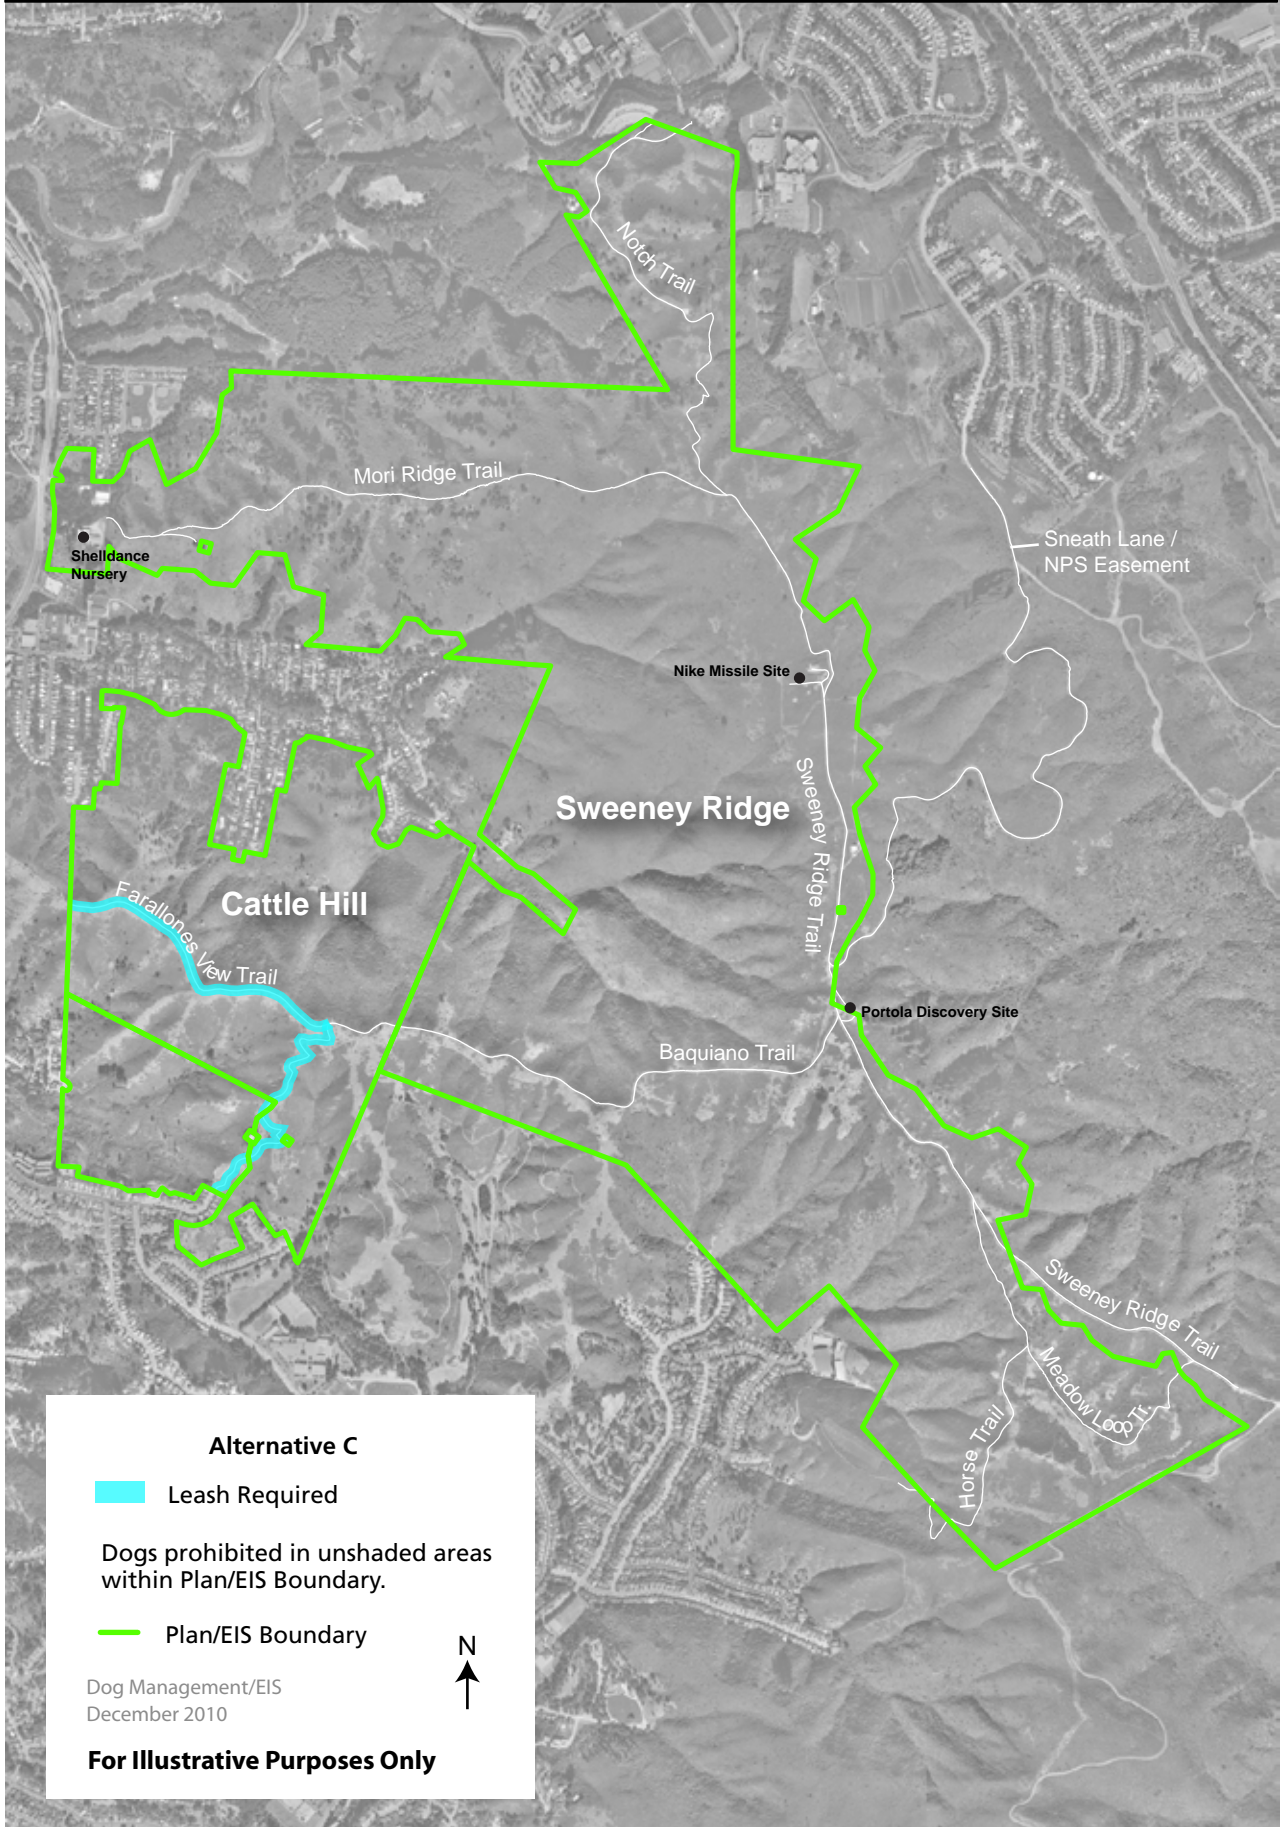 Notch Trail
Mori Ridge Trail
Sneath Lane /
NPS Easement
Shelldance
Nursery
Nike Missile Site
Sweeney Ridge Trail
Sweeney Ridge
Cattle Hill
Farallones View Trail
Portola Discovery Site
Baquiano Trail
Sweeney Ridge Trail
Meadow Loop Tr.
Horse Trail
Alternative C
Leash Required
Dogs prohibited in unshaded areas
within Plan/EIS Boundary.
Plan/EIS Boundary
N
Dog Management/EIS
December 2010
For Illustrative Purposes Only